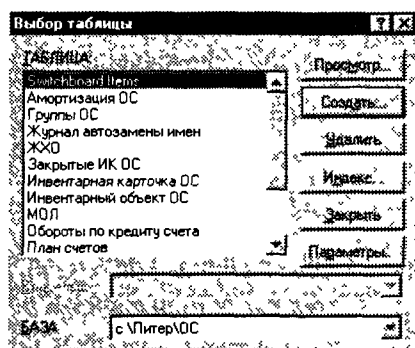 Выбор таблицы
ТАБЛИЦА
Switchboard Items
Амортизация ОС
Группы ОС
Журнал автозамены имен
ЖХО
Закрытые ИК ОС
Инвентарная карточка ОС
Инвентарный объект ОС
МОЛ
Обороты по кредиту счета
План счетов
Просмотр...
Создать...
Удалить
Индекс...
Закрыть
Параметры...
БАЗА
c:\Питер\ОС